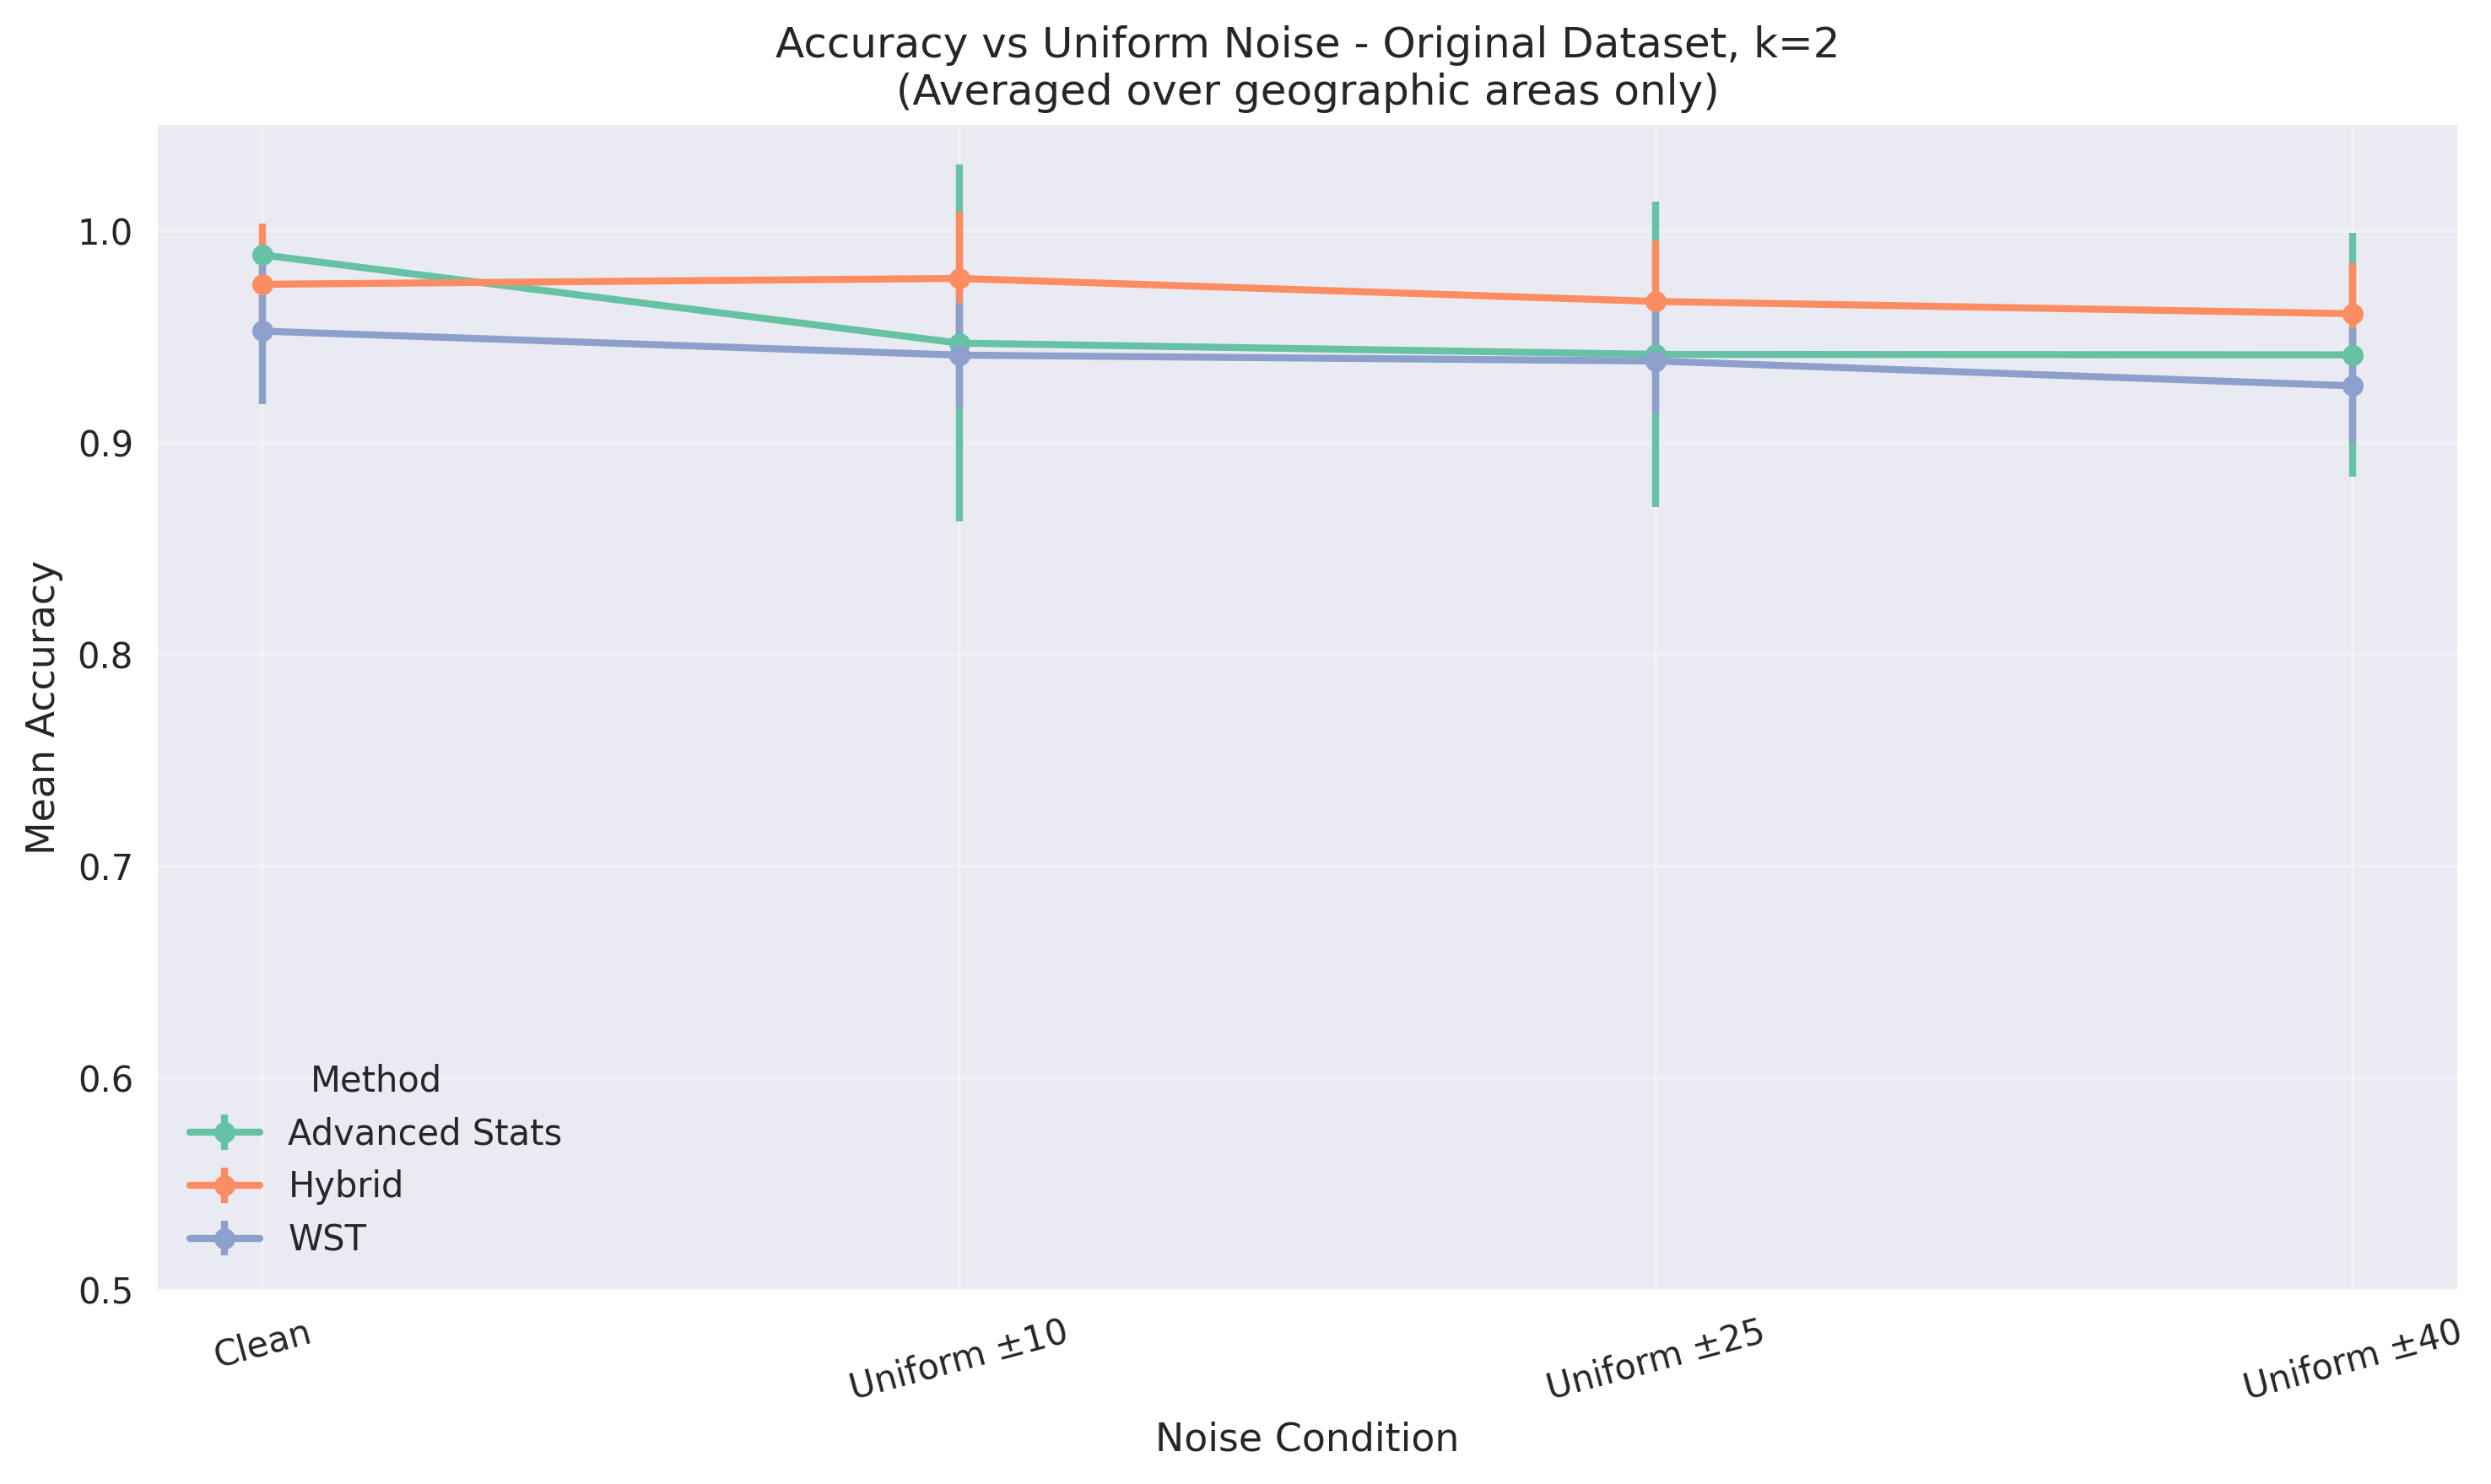 Accuracy vs Uniform Noise - Original Dataset, k=2
(Averaged over geographic areas only)
Mean Accuracy
1.0
0.9
0.8
0.7
0.6
0.5
Method
Advanced Stats
Hybrid
WST
Clean
Uniform ±10
Uniform ±25
Uniform ±40
Noise Condition